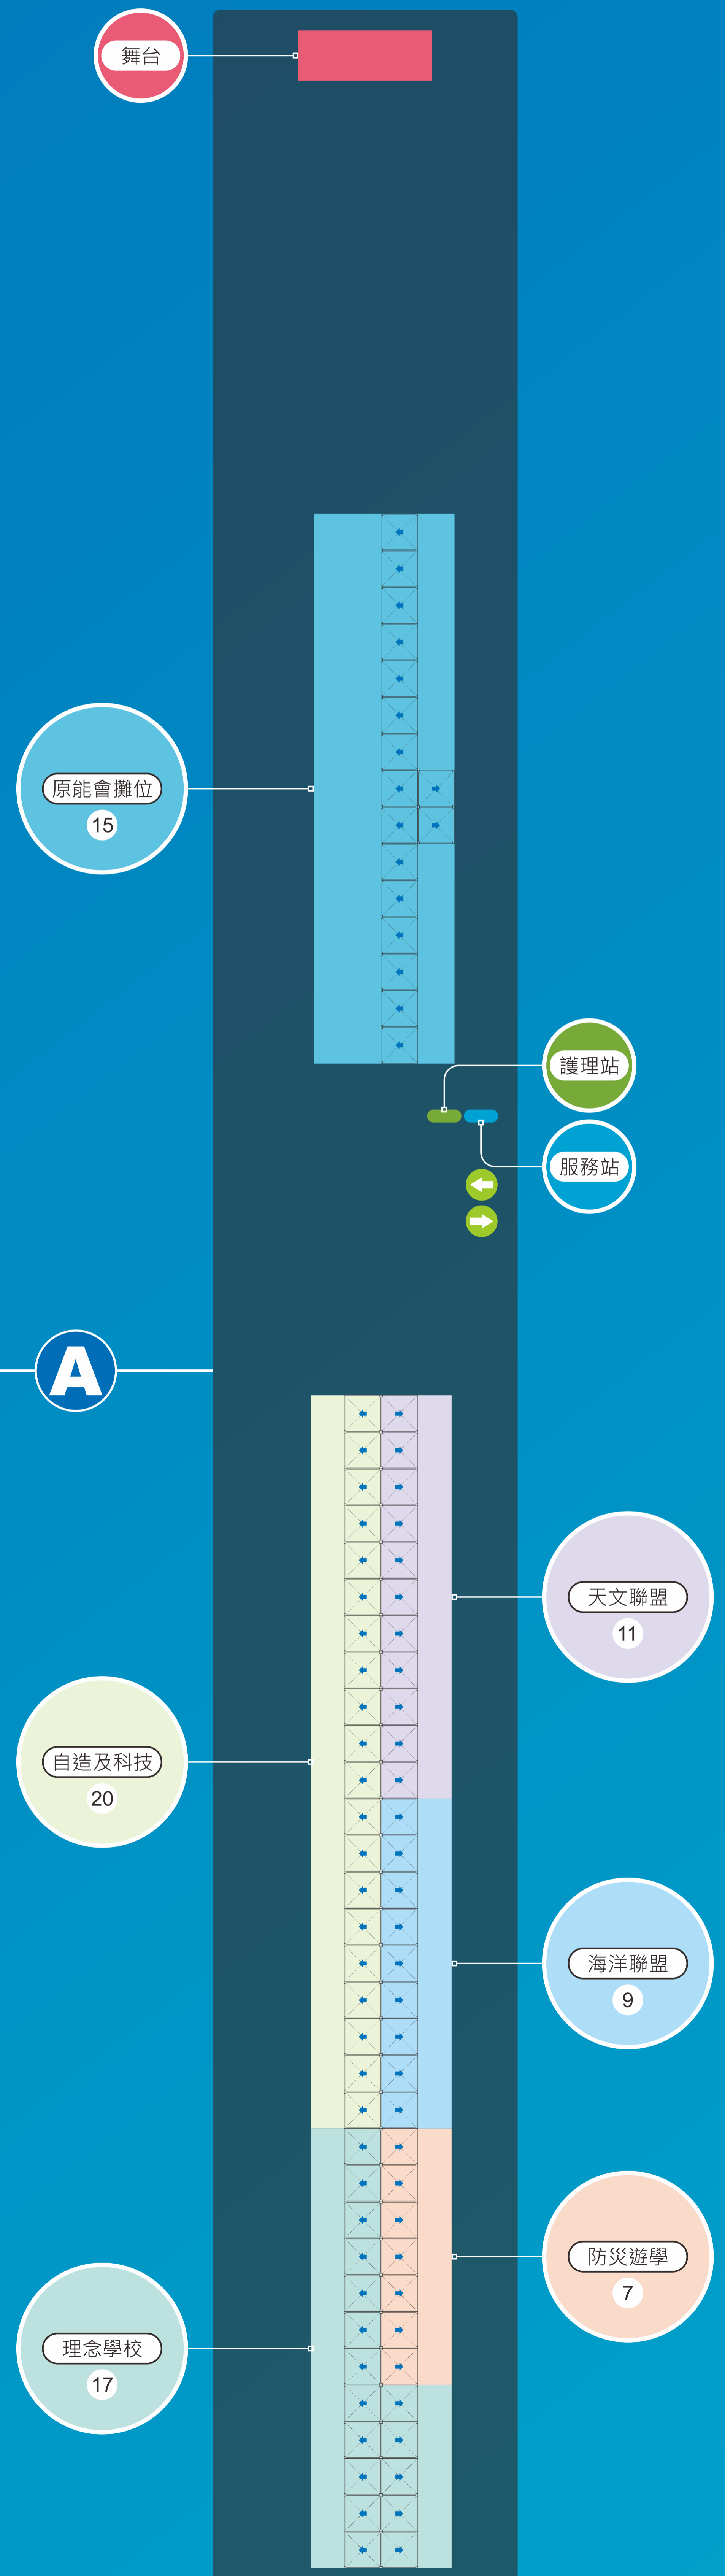 舞台
原能會攤位
15
護理站
服務站
A
天文聯盟
11
自造及科技
20
海洋聯盟
9
防災遊學
7
理念學校
17